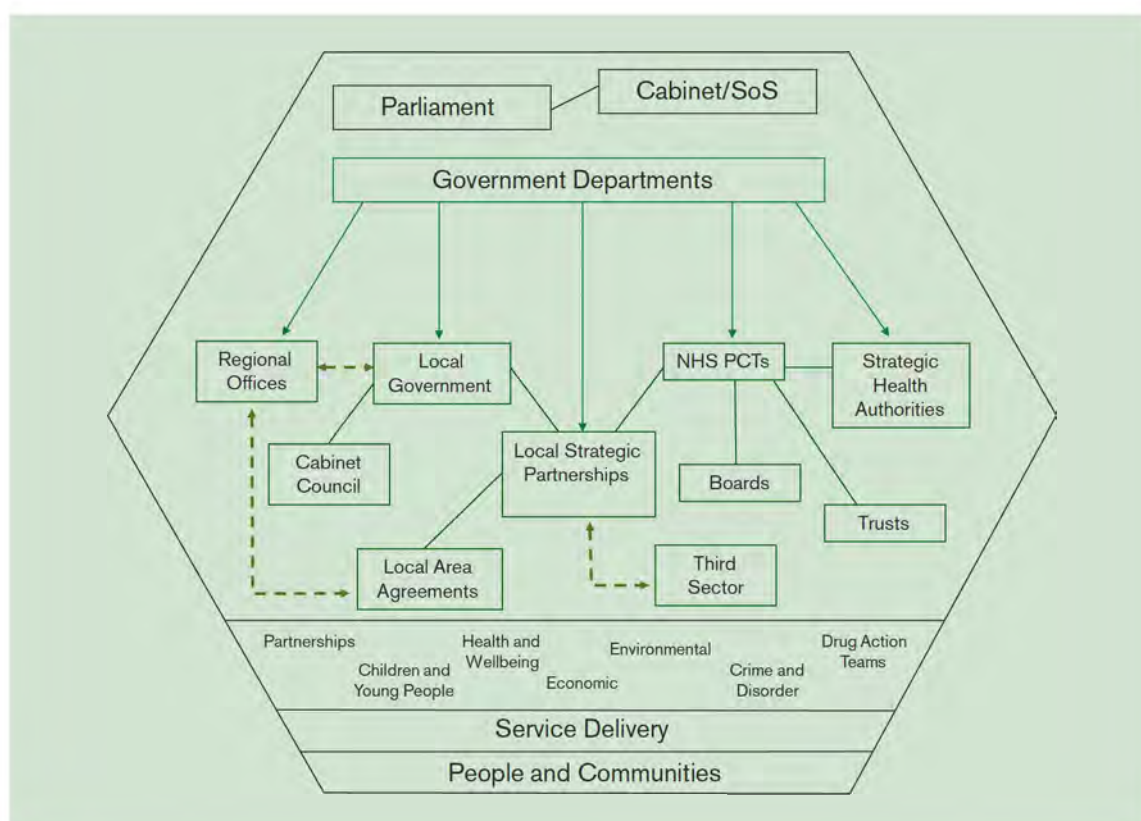 Parliament
Cabinet/SoS
Government Departments
Regional
Offices
Local
Government
NHS PCTs
Strategic
Health
Authorities
Cabinet
Council
Local Strategic
Partnerships
Boards
Trusts
Local Area
Agreements
Third
Sector
Partnerships
Children and
Young People
Health and
Wellbeing
Economic
Environmental
Crime and
Disorder
Drug Action
Teams
Service Delivery
People and Communities